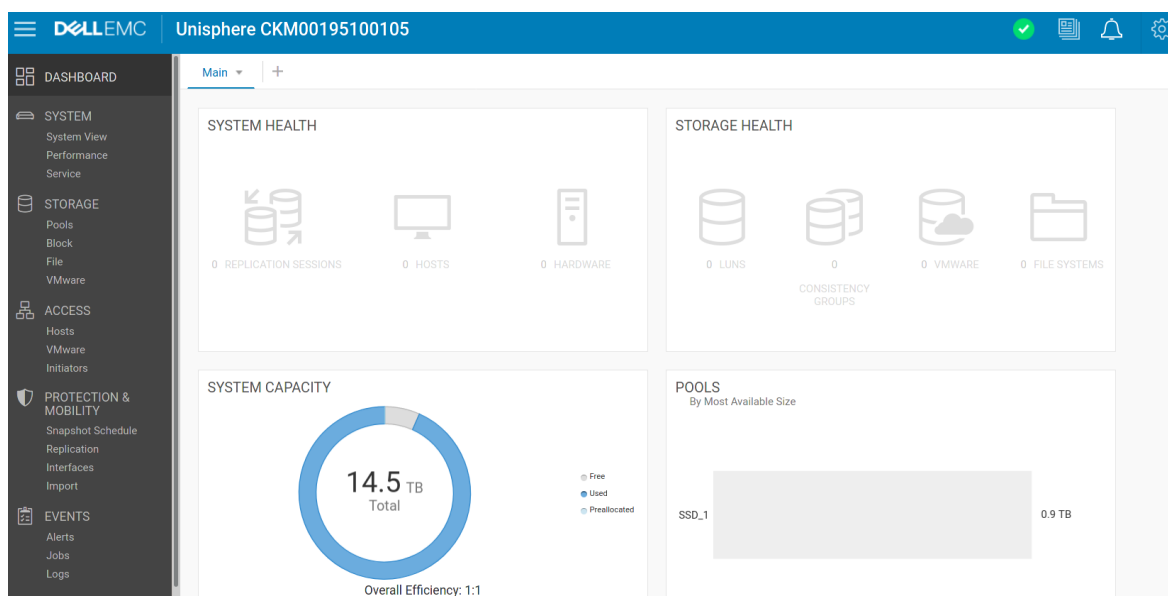 DELLEMC Unisphere CKM00195100105
DASHBOARD
SYSTEM
System View
Performance
Service
STORAGE
Pools
Block
File
VMware
ACCESS
Hosts
VMware
Initiators
PROTECTION &
MOBILITY
Snapshot Schedule
Replication
Interfaces
Import
EVENTS
Alerts
Jobs
Logs
Main
SYSTEM HEALTH
0 REPLICATION SESSIONS
0 HOSTS
0 HARDWARE
STORAGE HEALTH
0 LUNS
0
CONSISTENCY
GROUPS
0 VMWARE
0 FILE SYSTEMS
SYSTEM CAPACITY
14.5 TB
Total
Free
Used
Preallocated
Overall Efficiency: 1:1
POOLS
By Most Available Size
SSD_1
0.9 TB